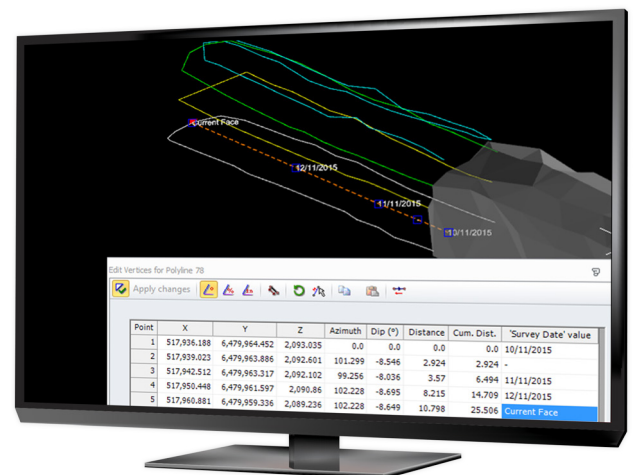 Current Face
12/11/2015
11/11/2015
10/11/2015
Edit Vertices for Polyline 78
Apply changes
Point X Y Z Azimuth Dip (°) Distance Cum. Dist. 'Survey Date' value
1 517,936.188 6,479,964.452 2,093.035 0.0 0.0 0.0 0.0 10/11/2015
2 517,939.023 6,479,963.886 2,092.601 101.299 -8.546 2.924 2.924 -
3 517,942.512 6,479,963.317 2,092.102 99.256 -8.036 3.57 6.494 11/11/2015
4 517,950.448 6,479,961.597 2,090.86 102.228 -8.695 8.215 14.709 12/11/2015
5 517,960.881 6,479,959.336 2,089.236 102.228 -8.649 10.798 25.506 Current Face